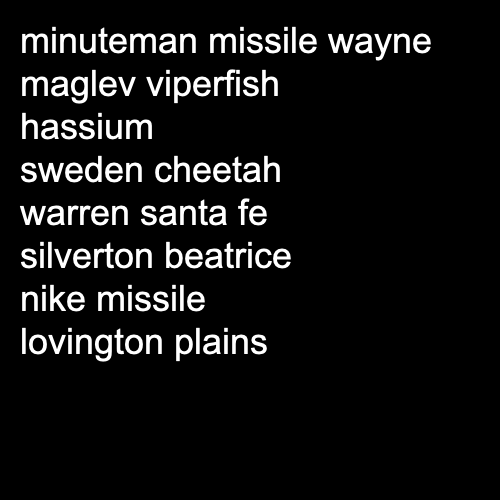 minuteman missile wayne
maglev viperfish
hassium
sweden cheetah
warren santa fe
silverton beatrice
nike missile
lovington plains